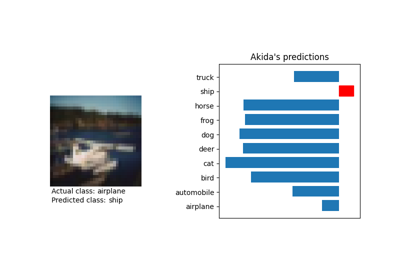 Akida's predictions
truck
ship
horse
frog
dog
deer
cat
bird
automobile
airplane
Actual class: airplane
Predicted class: ship